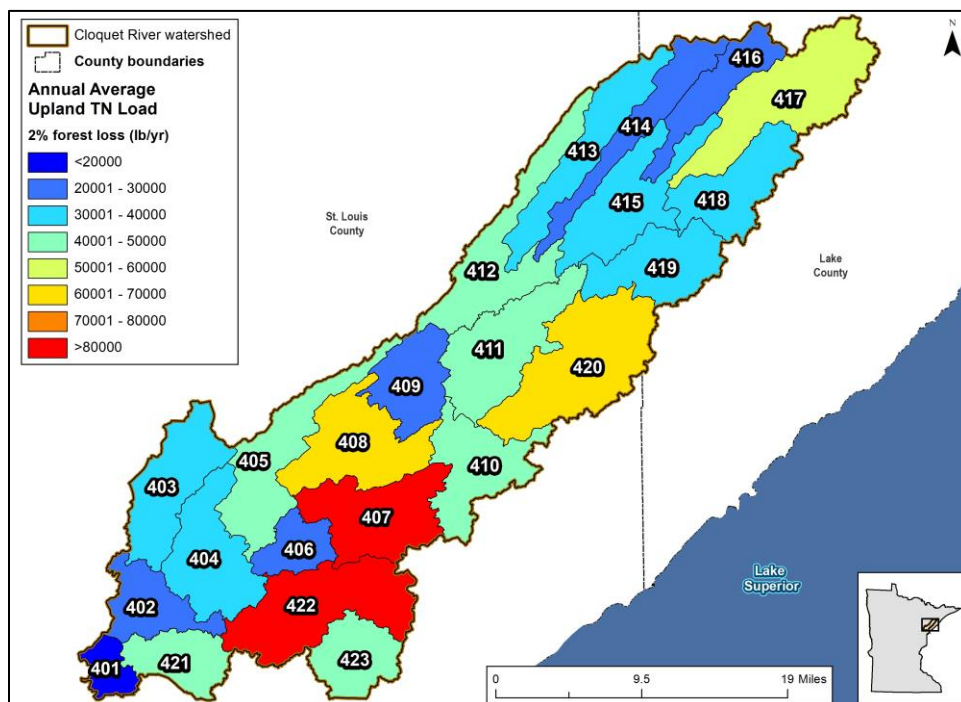 Cloquet River watershed
County boundaries
Annual Average
Upland TN Load
2% forest loss (lb/yr)
<20000
20001 - 30000
30001 - 40000
40001 - 50000
50001 - 60000
60001 - 70000
70001 - 80000
>80000
N
416
417
414
413
415
418
St. Louis
County
412
419
Lake
County
411
420
409
408
410
405
403
407
406
404
Lake
Superior
402
422
401
421
423
0
9.5
19 Miles